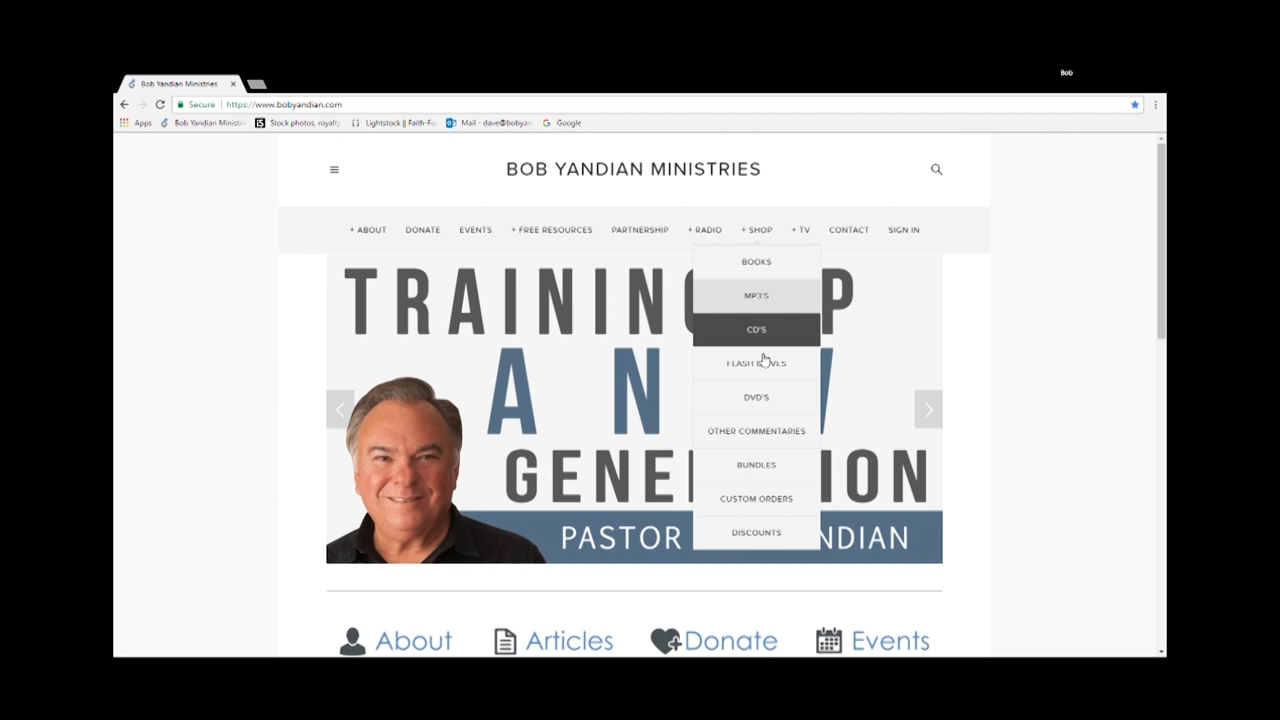 Bob
Bob Yandian Ministries
Secure https://www.bobyandian.com
Apps Bob Yandian Ministri Stock photos, royalty Lightstock || Faith-Fo Mail - dave@bobyan Google
BOB YANDIAN MINISTRIES
+ ABOUT DONATE EVENTS + FREE RESOURCES PARTNERSHIP + RADIO + SHOP + TV CONTACT SIGN IN
BOOKS
MP3'S
CD'S
FLASH
DVD'S
OTHER COMMENTARIES
BUNDLES
CUSTOM ORDERS
DISCOUNTS
TRAINING P
A N
GENE ION
PASTOR NDIAN
About Articles Donate Events